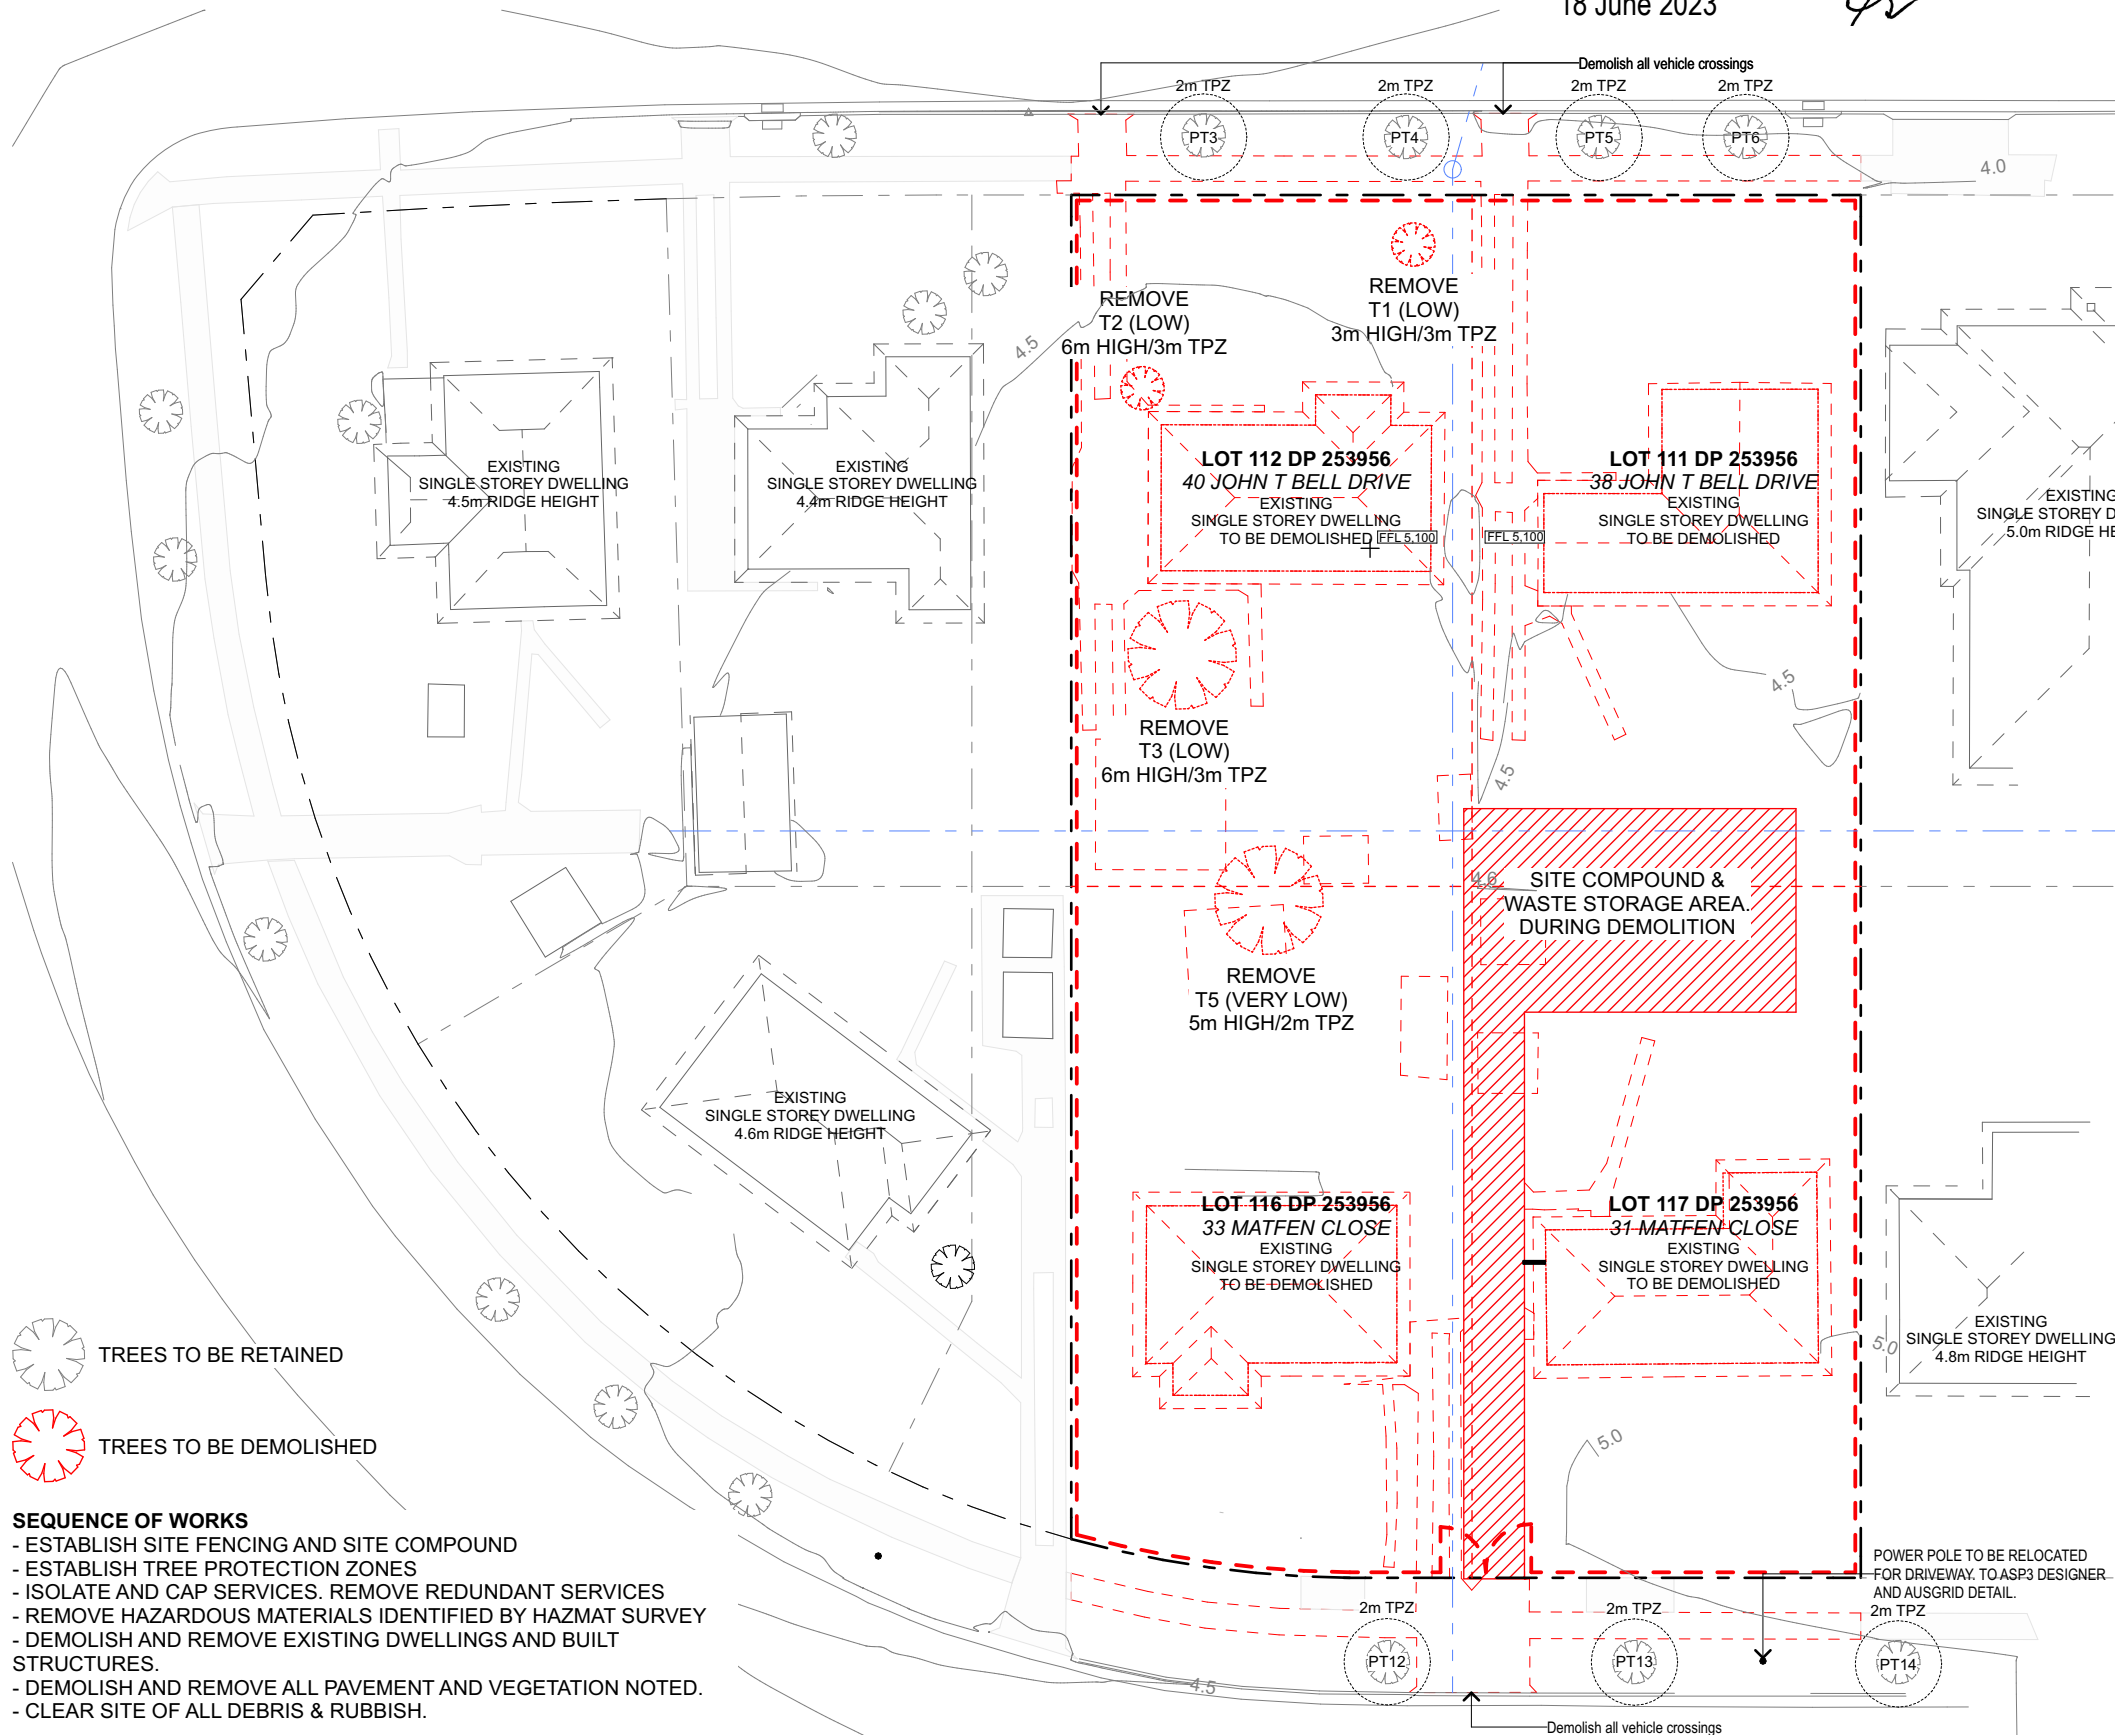 18 June 2023
Demolish all vehicle crossings
2m TPZ
2m TPZ
2m TPZ
2m TPZ
PT3
PT4
PT5
PT6
4.0
REMOVE
T2 (LOW)
6m HIGH/3m TPZ
REMOVE
T1 (LOW)
3m HIGH/3m TPZ
4.5
EXISTING
SINGLE STOREY DWELLING
4.5m RIDGE HEIGHT
EXISTING
SINGLE STOREY DWELLING
4.4m RIDGE HEIGHT
LOT 112 DP 253956
40 JOHN T BELL DRIVE
EXISTING
SINGLE STOREY DWELLING
TO BE DEMOLISHED
FFL 5.100
FFL 5.100
LOT 111 DP 253956
38 JOHN T BELL DRIVE
EXISTING
SINGLE STOREY DWELLING
TO BE DEMOLISHED
EXISTING
SINGLE STOREY D
5.0m RIDGE HE
4.5
REMOVE
T3 (LOW)
6m HIGH/3m TPZ
4.5
4.6
SITE COMPOUND &
WASTE STORAGE AREA.
DURING DEMOLITION
REMOVE
T5 (VERY LOW)
5m HIGH/2m TPZ
EXISTING
SINGLE STOREY DWELLING
4.6m RIDGE HEIGHT
LOT 116 DP 253956
33 MATFEN CLOSE
EXISTING
SINGLE STOREY DWELLING
TO BE DEMOLISHED
LOT 117 DP 253956
31 MATFEN CLOSE
EXISTING
SINGLE STOREY DWELLING
TO BE DEMOLISHED
EXISTING
SINGLE STOREY DWELLING
4.8m RIDGE HEIGHT
5.0
5.0
TREES TO BE RETAINED
TREES TO BE DEMOLISHED
SEQUENCE OF WORKS
- ESTABLISH SITE FENCING AND SITE COMPOUND
- ESTABLISH TREE PROTECTION ZONES
- ISOLATE AND CAP SERVICES. REMOVE REDUNDANT SERVICES
- REMOVE HAZARDOUS MATERIALS IDENTIFIED BY HAZMAT SURVEY
- DEMOLISH AND REMOVE EXISTING DWELLINGS AND BUILT
STRUCTURES.
- DEMOLISH AND REMOVE ALL PAVEMENT AND VEGETATION NOTED.
- CLEAR SITE OF ALL DEBRIS & RUBBISH.
POWER POLE TO BE RELOCATED
FOR DRIVEWAY. TO ASP3 DESIGNER
AND AUSGRID DETAIL.
2m TPZ
2m TPZ
2m TPZ
PT12
PT13
PT14
4.5
Demolish all vehicle crossings